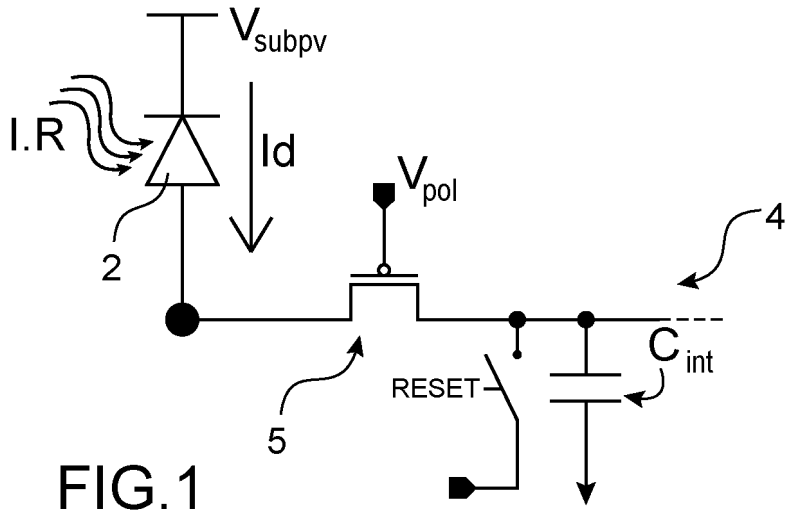 Vsubpv
I.R
Id
Vpol
2
4
Cint
RESET
5
FIG.1